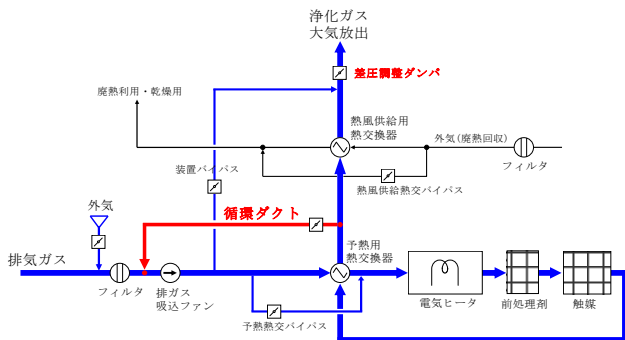 浄化ガス
大気放出
差圧調整ダンパ
廃熱利用・乾燥用
熱風供給用
熱交換器
外気(廃熱回収)
フィルタ
装置バイパス
熱風供給熱交バイパス
外気
循環ダクト
排気ガス
予熱用
熱交換器
フィルタ
排ガス
吸込ファン
電気ヒータ
前処理剤
触媒
予熱熱交バイパス